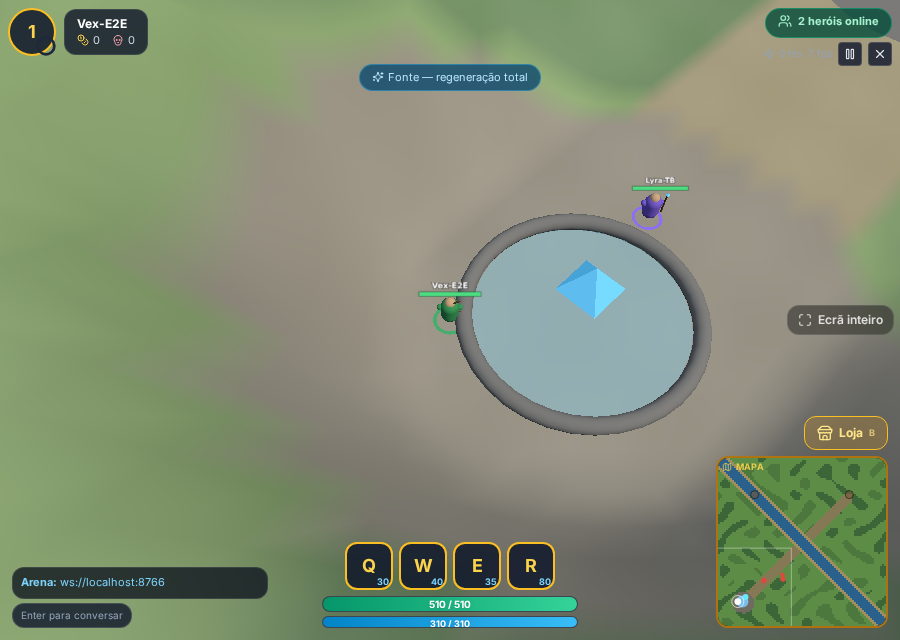 1
Vex-E2E
0
0
2 heróis online
Fonte — regeneração total
Lyra-TB
Vex-E2E
Ecrã inteiro
Loja B
MAPA
Q
30
W
40
E
35
R
80
Arena: ws://localhost:8766
Enter para conversar
510 / 510
310 / 310